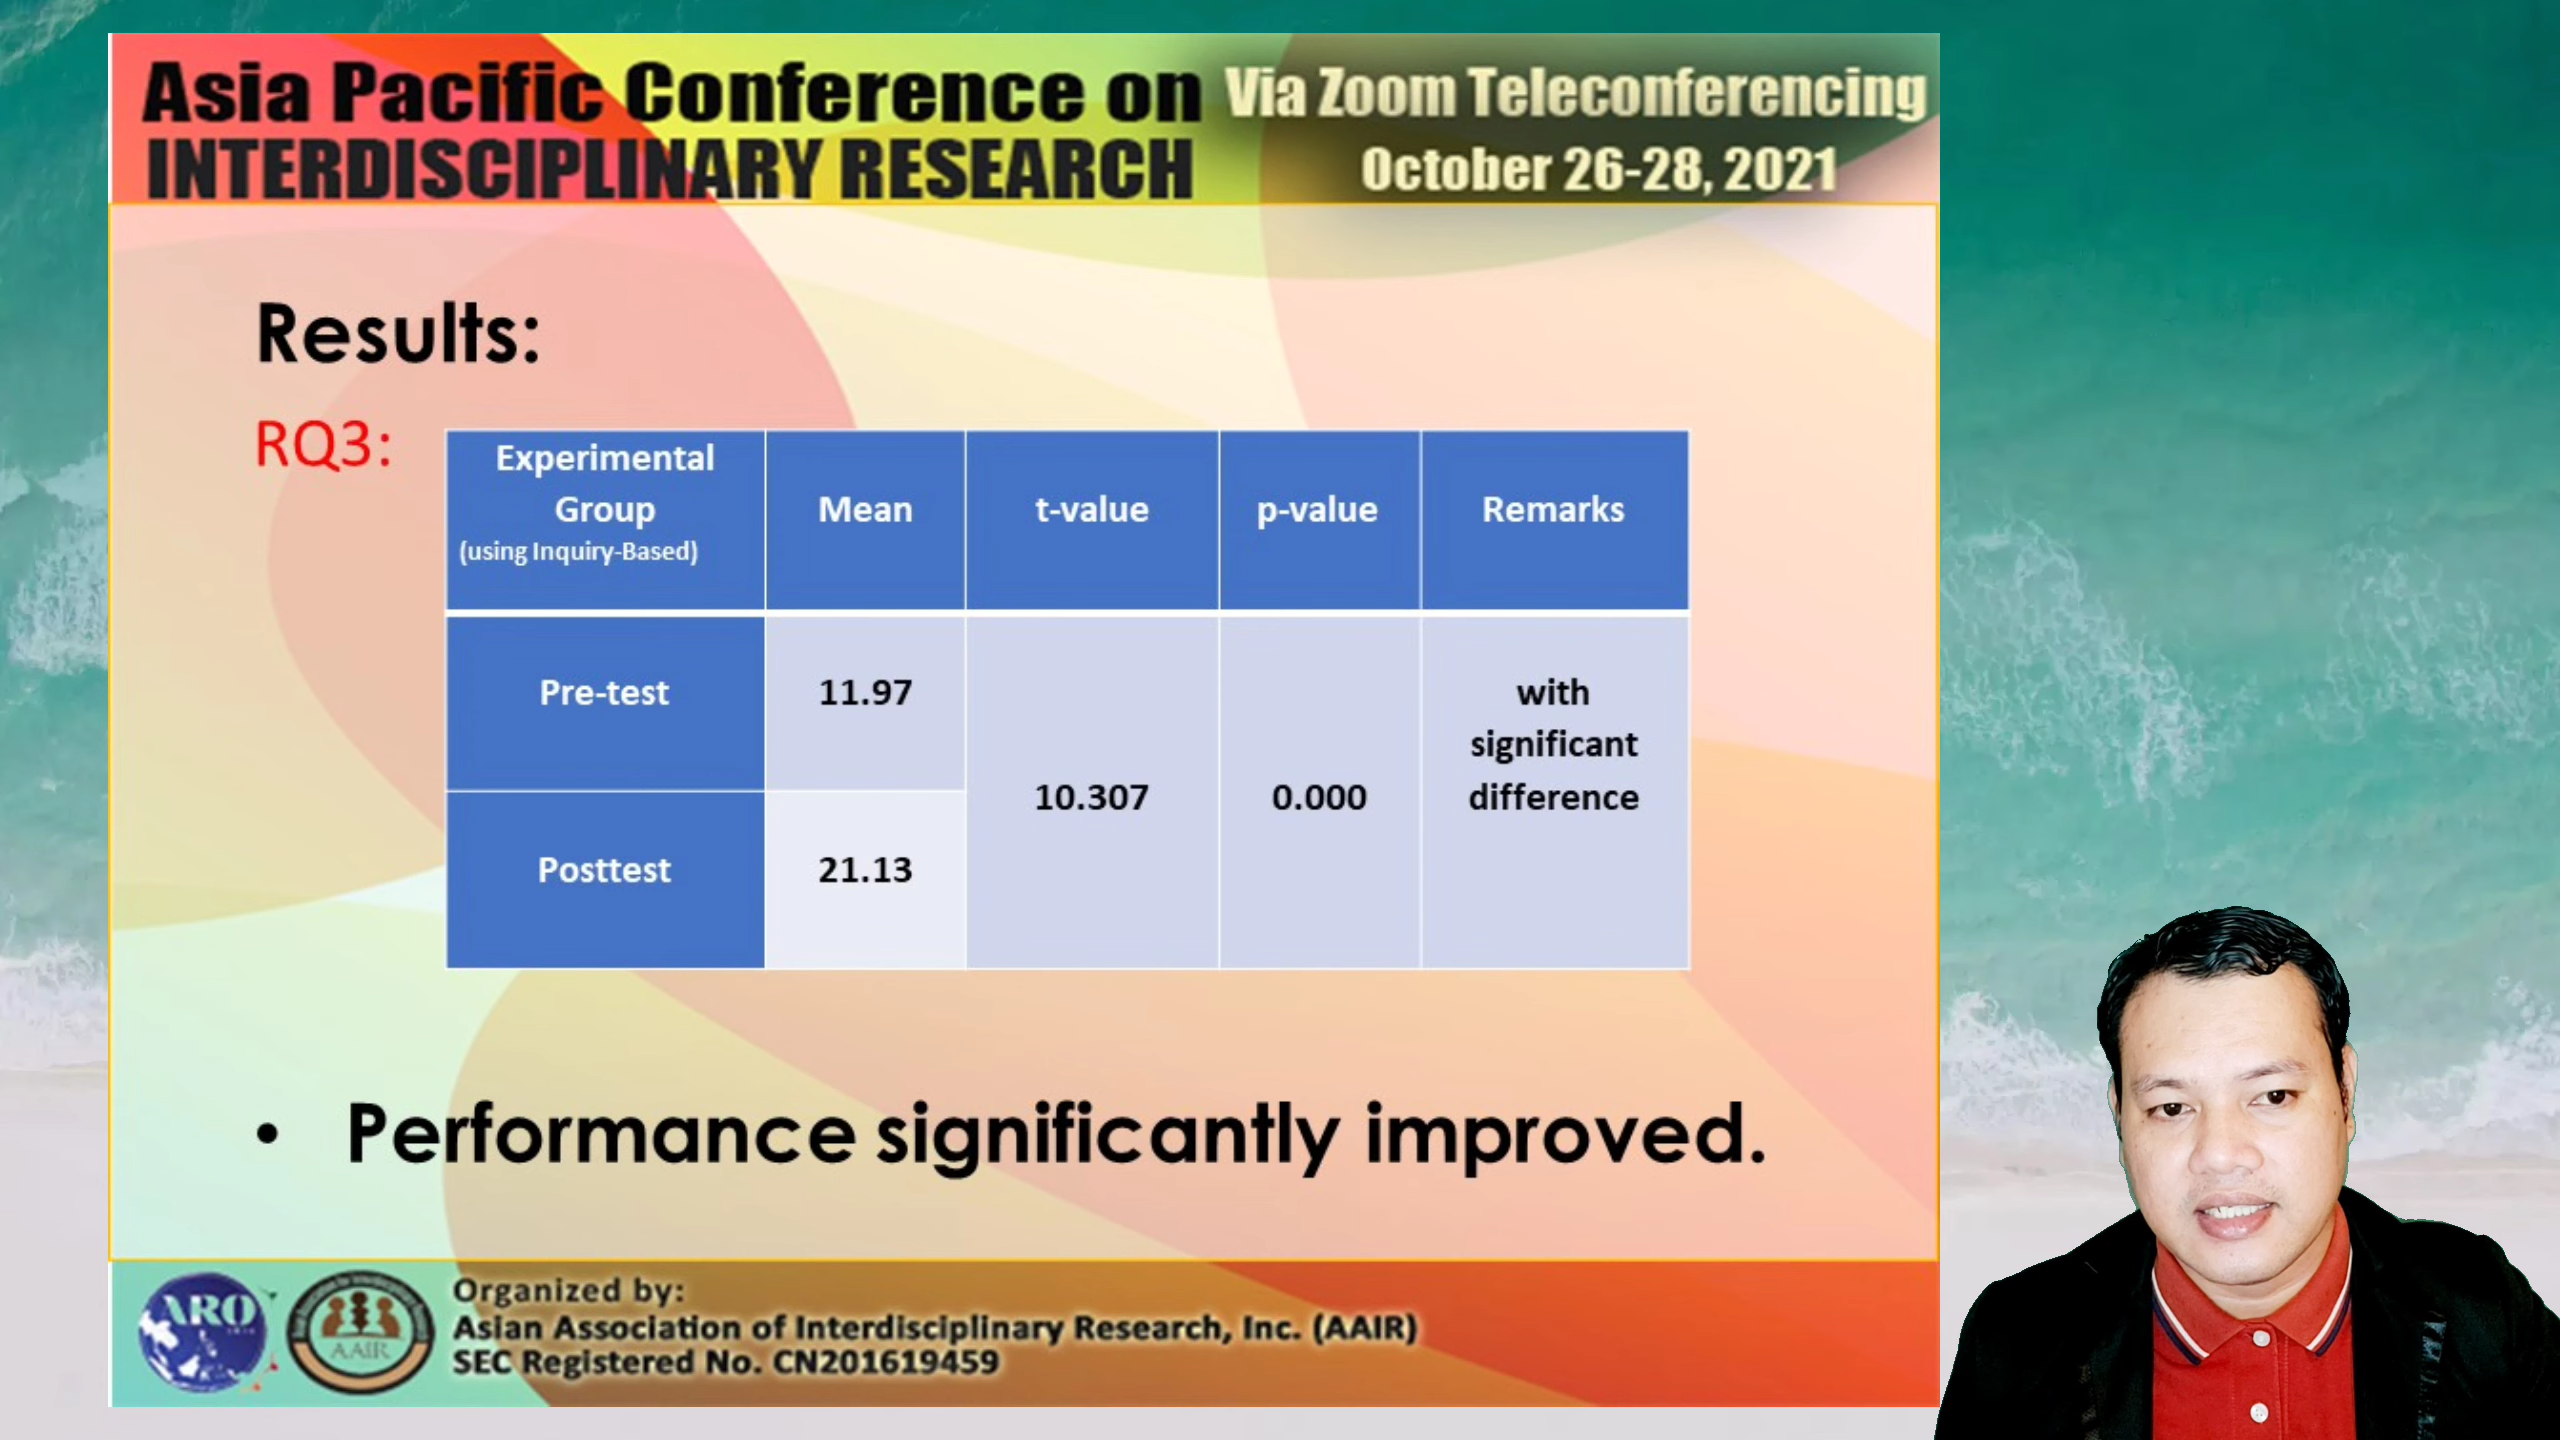 Asia Pacific Conference on
INTERDISCIPLINARY RESEARCH
Via Zoom Teleconferencing
October 26-28, 2021
Results:
RQ3:
Experimental
Group
(using Inquiry-Based)
Mean
t-value
p-value
Remarks
Pre-test
11.97
10.307
0.000
with
significant
difference
Posttest
21.13
• Performance significantly improved.
ARO
AAIR
Organized by:
Asian Association of Interdisciplinary Research, Inc. (AAIR)
SEC Registered No. CN201619459